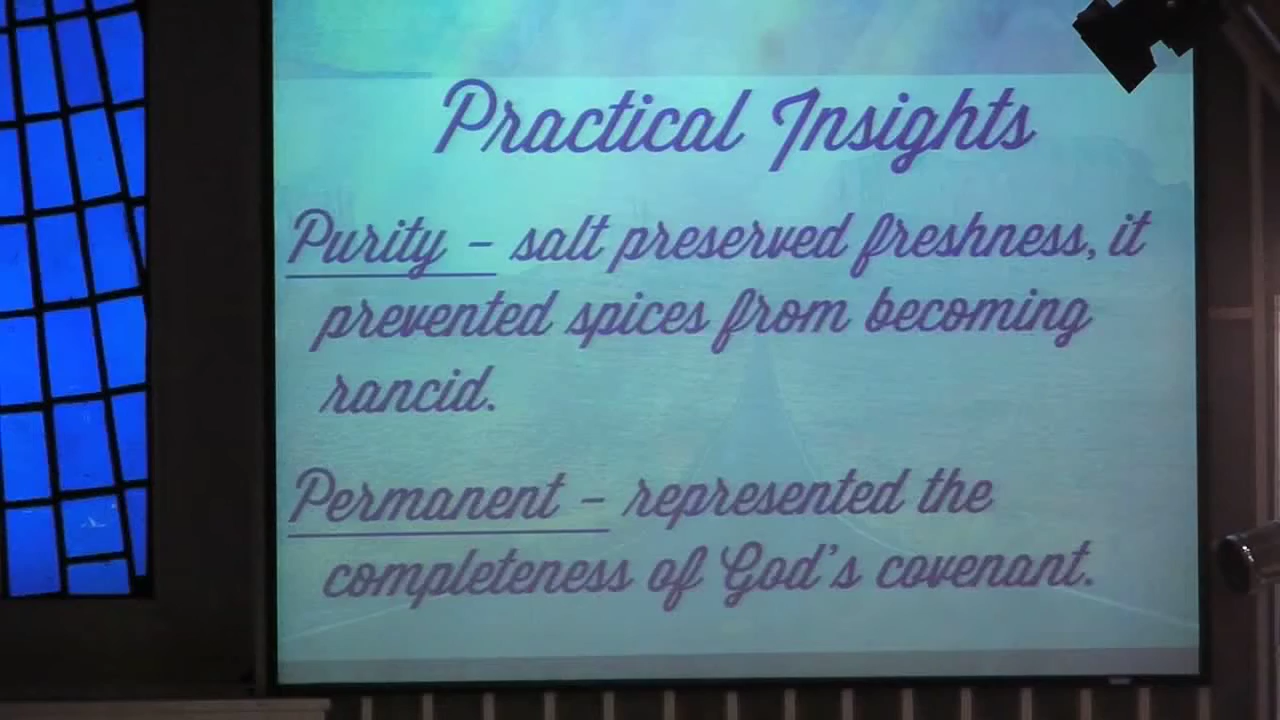 Practical Insights
Purity – salt preserved freshness, it
prevented spices from becoming
rancid.
Permanent – represented the
completeness of God's covenant.